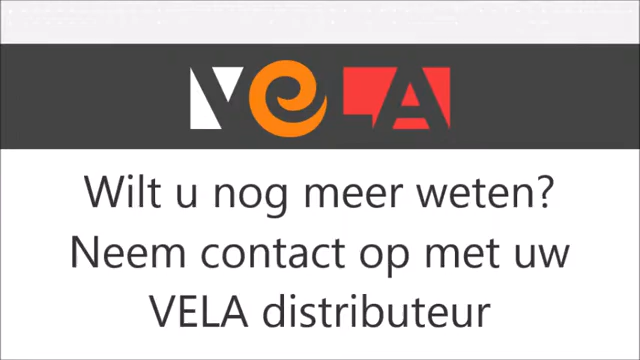 VELA
Wilt u nog meer weten?
Neem contact op met uw
VELA distributeur